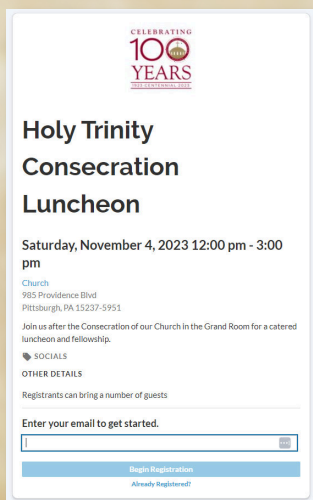 CELEBRATING
100
YEARS
1923 CENTENNIAL 2023
Holy Trinity
Consecration
Luncheon
Saturday, November 4, 2023 12:00 pm - 3:00
pm
Church
985 Providence Blvd
Pittsburgh, PA 15237-5951
Join us after the Consecration of our Church in the Grand Room for a catered
luncheon and fellowship.
SOCIALS
OTHER DETAILS
Registrants can bring a number of guests
Enter your email to get started.
Begin Registration
Already Registered?